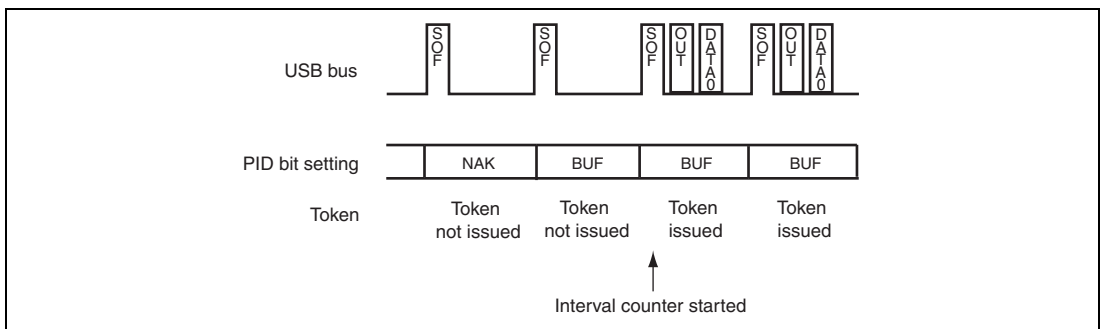 USB bus
SOF
SOF
SOF
OUT
DATA0
SOF
OUT
DATA0
PID bit setting
NAK
BUF
BUF
BUF
Token
Token
not issued
Token
not issued
Token
issued
Token
issued
Interval counter started